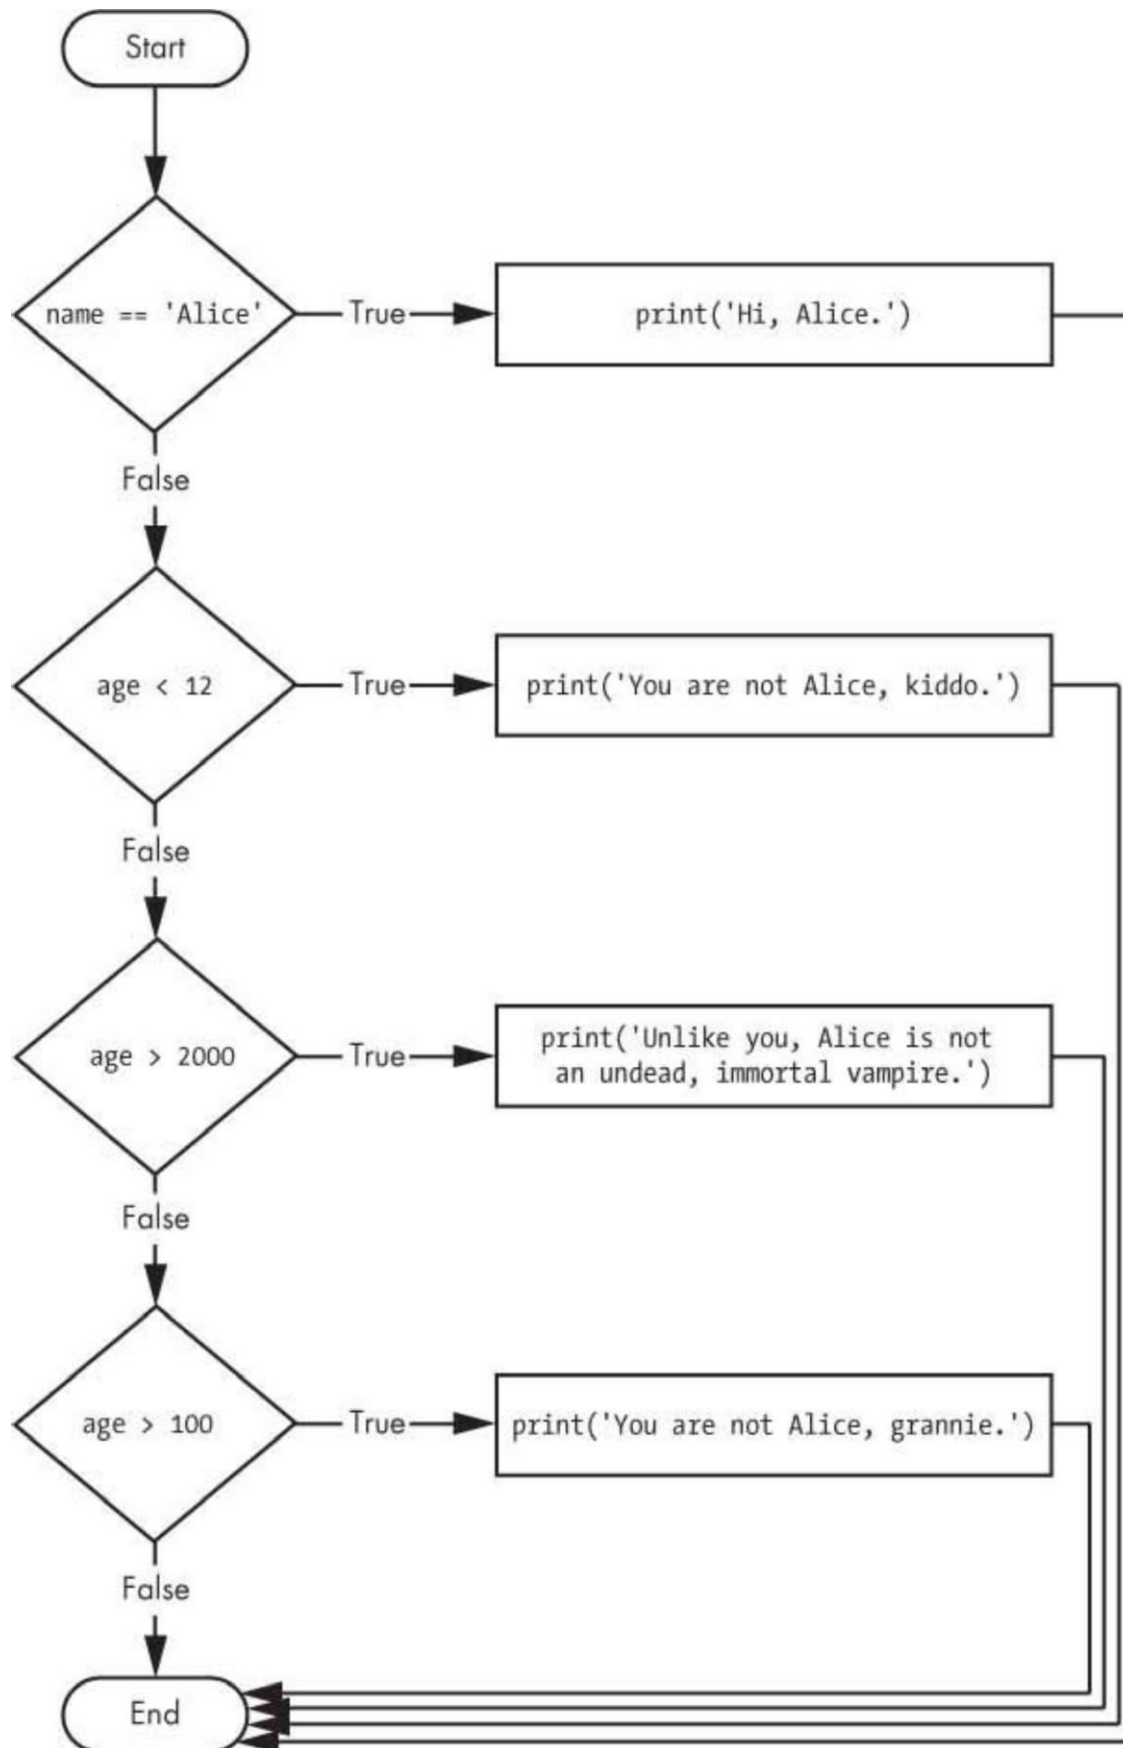 Start
name == 'Alice'
True
print('Hi, Alice.')
False
age < 12
True
print('You are not Alice, kiddo.')
False
age > 2000
True
print('Unlike you, Alice is not
an undead, immortal vampire.')
False
age > 100
True
print('You are not Alice, grannie.')
False
End